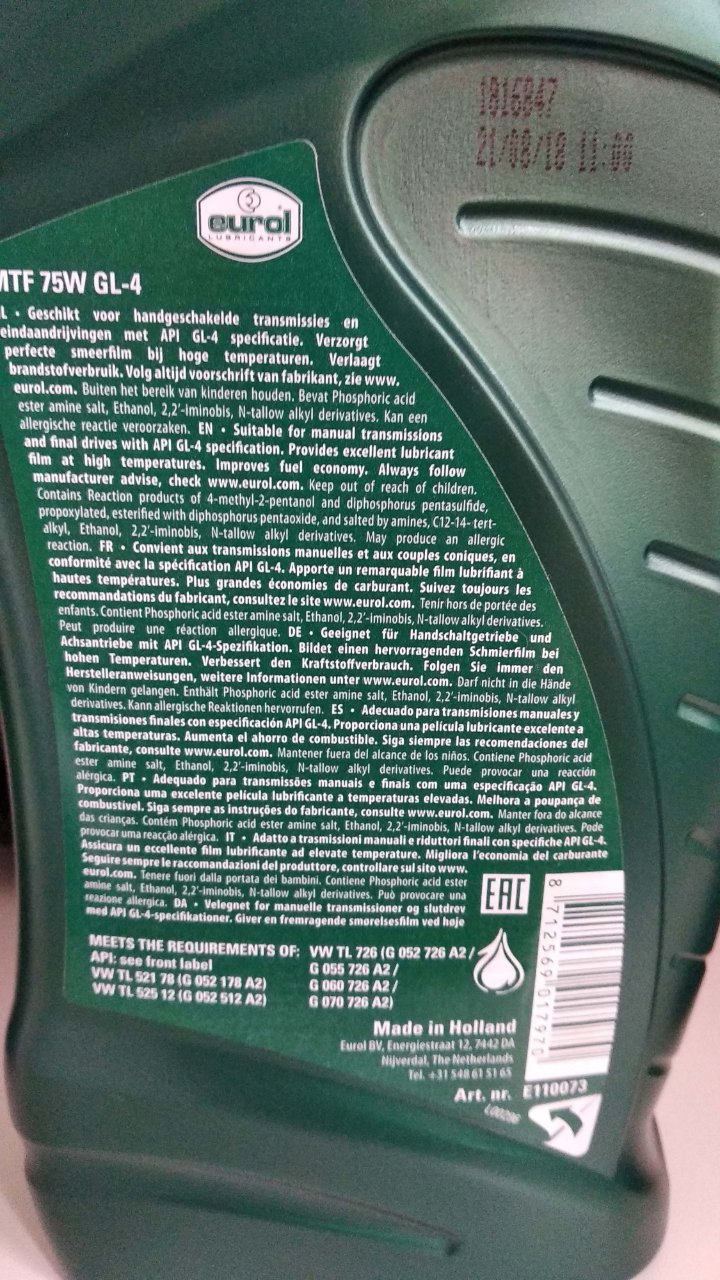 1816847
21/08/18 11:00
eurol
LUBRICANTS
MTF 75W GL-4
Geschikt voor handgeschakelde transmissies en
eindaandrijvingen met API GL-4 specificatie. Verzorgt
perfecte smeerfilm bij hoge temperaturen. Verlaagt
brandstofverbruik. Volg altijd voorschrift van fabrikant, zie www.
eurol.com. Buiten het bereik van kinderen houden. Bevat Phosphoric acid
ester amine salt, Ethanol, 2,2'-iminobis, N-tallow alkyl derivatives. Kan een
allergische reactie veroorzaken. EN • Suitable for manual transmissions
and final drives with API GL-4 specification. Provides excellent lubricant
film at high temperatures. Improves fuel economy. Always follow
manufacturer advise, check www.eurol.com. Keep out of reach of children.
Contains Reaction products of 4-methyl-2-pentanol and diphosphorus pentasulfide,
propoxylated, esterified with diphosphorus pentaoxide, and salted by amines, C12-14- tert-
alkyl, Ethanol, 2,2'-iminobis, N-tallow alkyl derivatives. May produce an allergic
reaction. FR • Convient aux transmissions manuelles et aux couples coniques, en
conformité avec la spécification API GL-4. Apporte un remarquable film lubrifiant à
hautes températures. Plus grandes économies de carburant. Suivez toujours les
recommandations du fabricant, consultez le site www.eurol.com. Tenir hors de portée des
enfants. Contient Phosphoric acid ester amine salt, Ethanol, 2,2'-iminobis, N-tallow alkyl derivatives.
Peut produire une réaction allergique. DE • Geeignet für Handschaltgetriebe und
Achsantriebe mit API GL-4-Spezifikation. Bildet einen hervorragenden Schmierfilm bei
hohen Temperaturen. Verbessert den Kraftstoffverbrauch. Folgen Sie immer den
Herstelleranweisungen, weitere Informationen unter www.eurol.com. Darf nicht in die Hände
von Kindern gelangen. Enthält Phosphoric acid ester amine salt, Ethanol, 2,2'-iminobis, N-tallow alkyl
derivatives. Kann allergische Reaktionen hervorrufen. ES • Adecuado para transmisiones manuales y
transmisiones finales con especificación API GL-4. Proporciona una película lubricante excelente a
altas temperaturas. Aumenta el ahorro de combustible. Siga siempre las recomendaciones del
fabricante, consulte www.eurol.com. Mantener fuera del alcance de los niños. Contiene Phosphoric acid
ester amine salt, Ethanol, 2,2'-iminobis, N-tallow alkyl derivatives. Puede provocar una reacción
alérgica. PT • Adequado para transmissões manuais e finais com uma especificação API GL-4.
Proporciona uma excelente película lubrificante a temperaturas elevadas. Melhora a poupança de
combustível. Siga sempre as instruções do fabricante, consulte www.eurol.com. Manter fora do alcance
das crianças. Contém Phosphoric acid ester amine salt, Ethanol, 2,2'-iminobis, N-tallow alkyl derivatives. Pode
provocar uma reacção alérgica. IT • Adatto a trasmissioni manuali e riduttori finali con specifiche API GL-4.
Assicura un eccellente film lubrificante ad elevate temperature. Migliora l'economia del carburante
Seguire sempre le raccomandazioni del produttore, controllare sul sito www.
eurol.com. Tenere fuori dalla portata dei bambini. Contiene Phosphoric acid ester
amine salt, Ethanol, 2,2'-iminobis, N-tallow alkyl derivatives. Può provocare una
reazione allergica. DA • Velegnet for manuelle transmissioner og slutdrev
med API GL-4-specifikationer. Giver en fremragende smørelsesfilm ved høje
EAC
MEETS THE REQUIREMENTS OF:
API: see front label
VW TL 521 78 (G 052 178 A2)
VW TL 525 12 (G 052 512 A2)
VW TL 726 (G 052 726 A2 /
G 055 726 A2 /
G 060 726 A2 /
G 070 726 A2)
Made in Holland
Eurol BV, Energiestraat 12, 7442 DA
Nijverdal, The Netherlands
Tel. +31 548 61 51 65
8 712569 017970
Art. nr. E110073